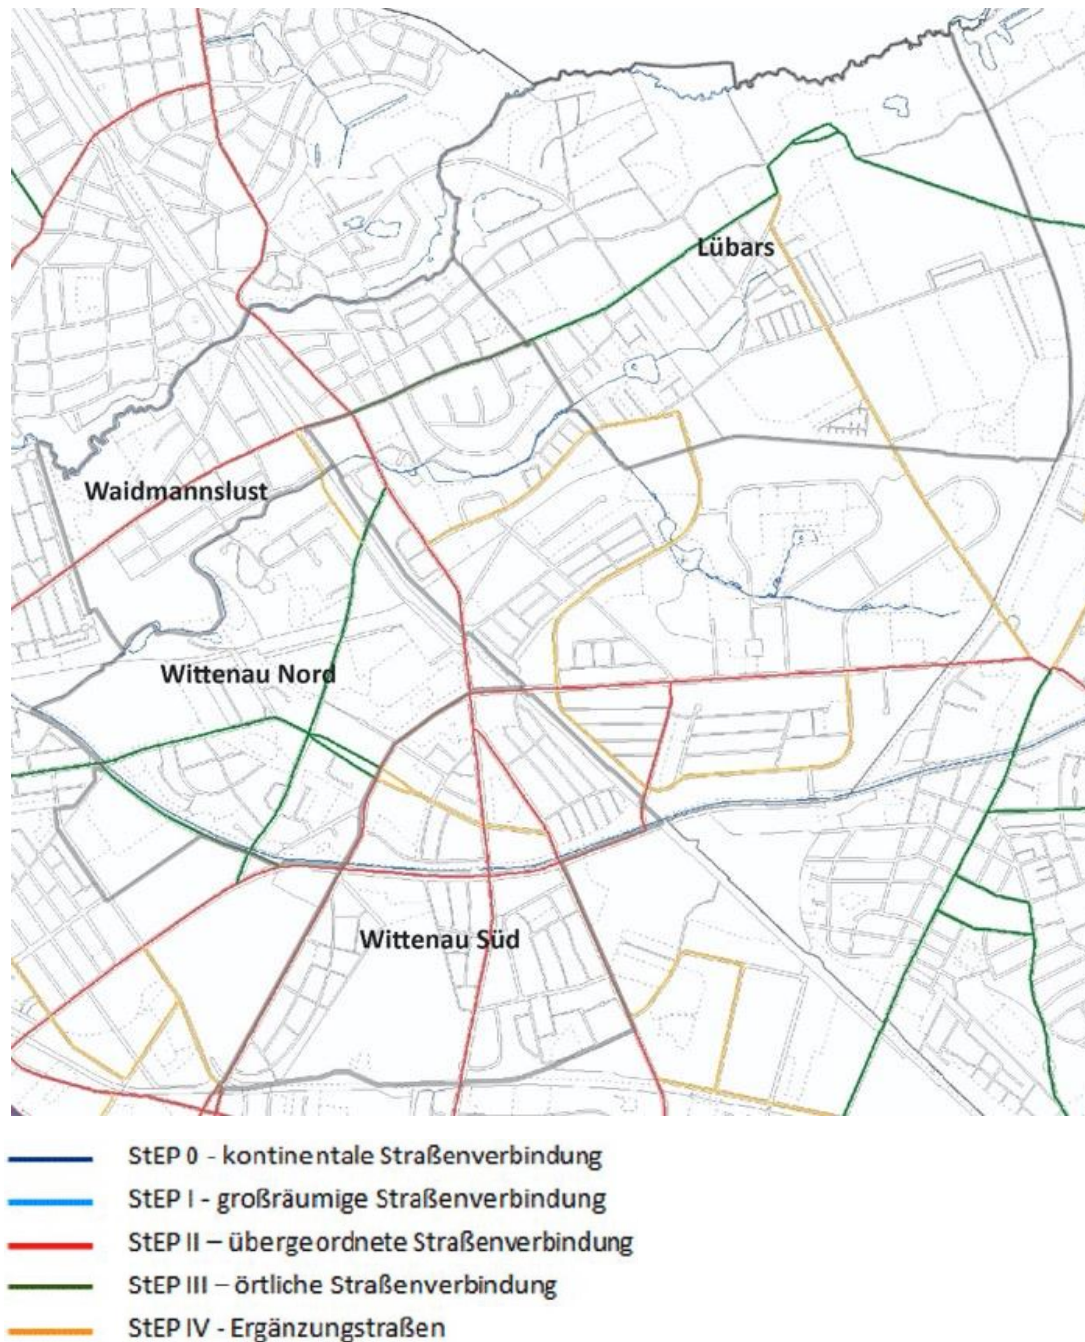 Lübars
Waidmannslust
Wittenau Nord
Wittenau Süd
StEP 0 - kontinentale Straßenverbindung
StEP I - großräumige Straßenverbindung
StEP II – übergeordnete Straßenverbindung
StEP III – örtliche Straßenverbindung
StEP IV - Ergänzungstraßen